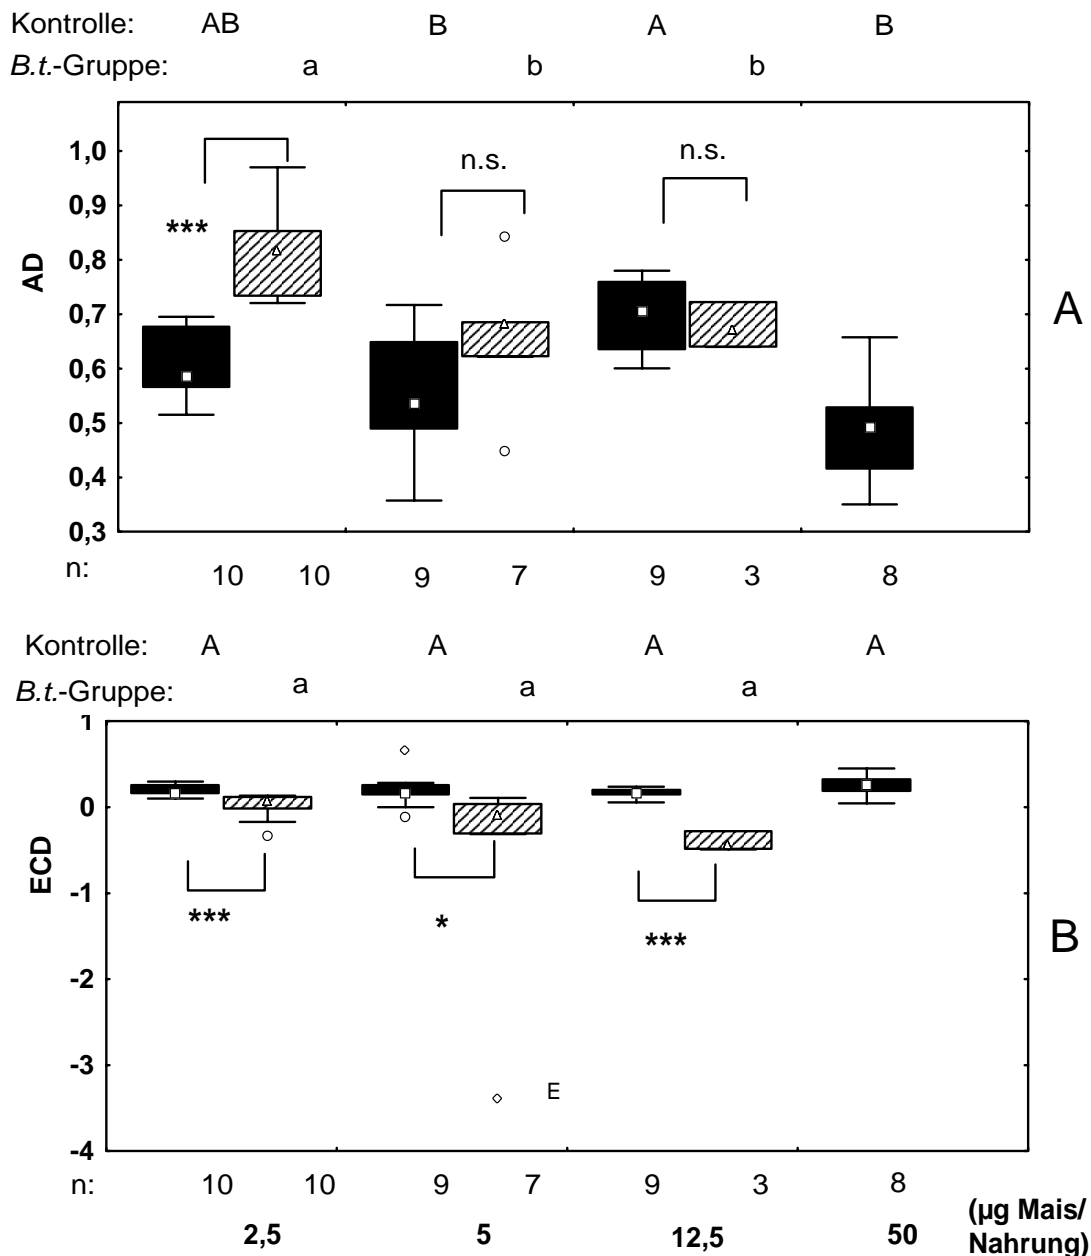 Kontrolle: AB B A B
B.t.-Gruppe: a b b
1,0
0,9
0,8
0,7
0,6
0,5
0,4
0,3
AD
***
n.s.
n.s.
A
n: 10 10 9 7 9 3 8
Kontrolle: A A A A
B.t.-Gruppe: a a a
1
0
-1
-2
-3
-4
ECD
***
*
***
B
E
n: 10 10 9 7 9 3 8
2,5 5 12,5 50 (µg Mais/
Nahrung)